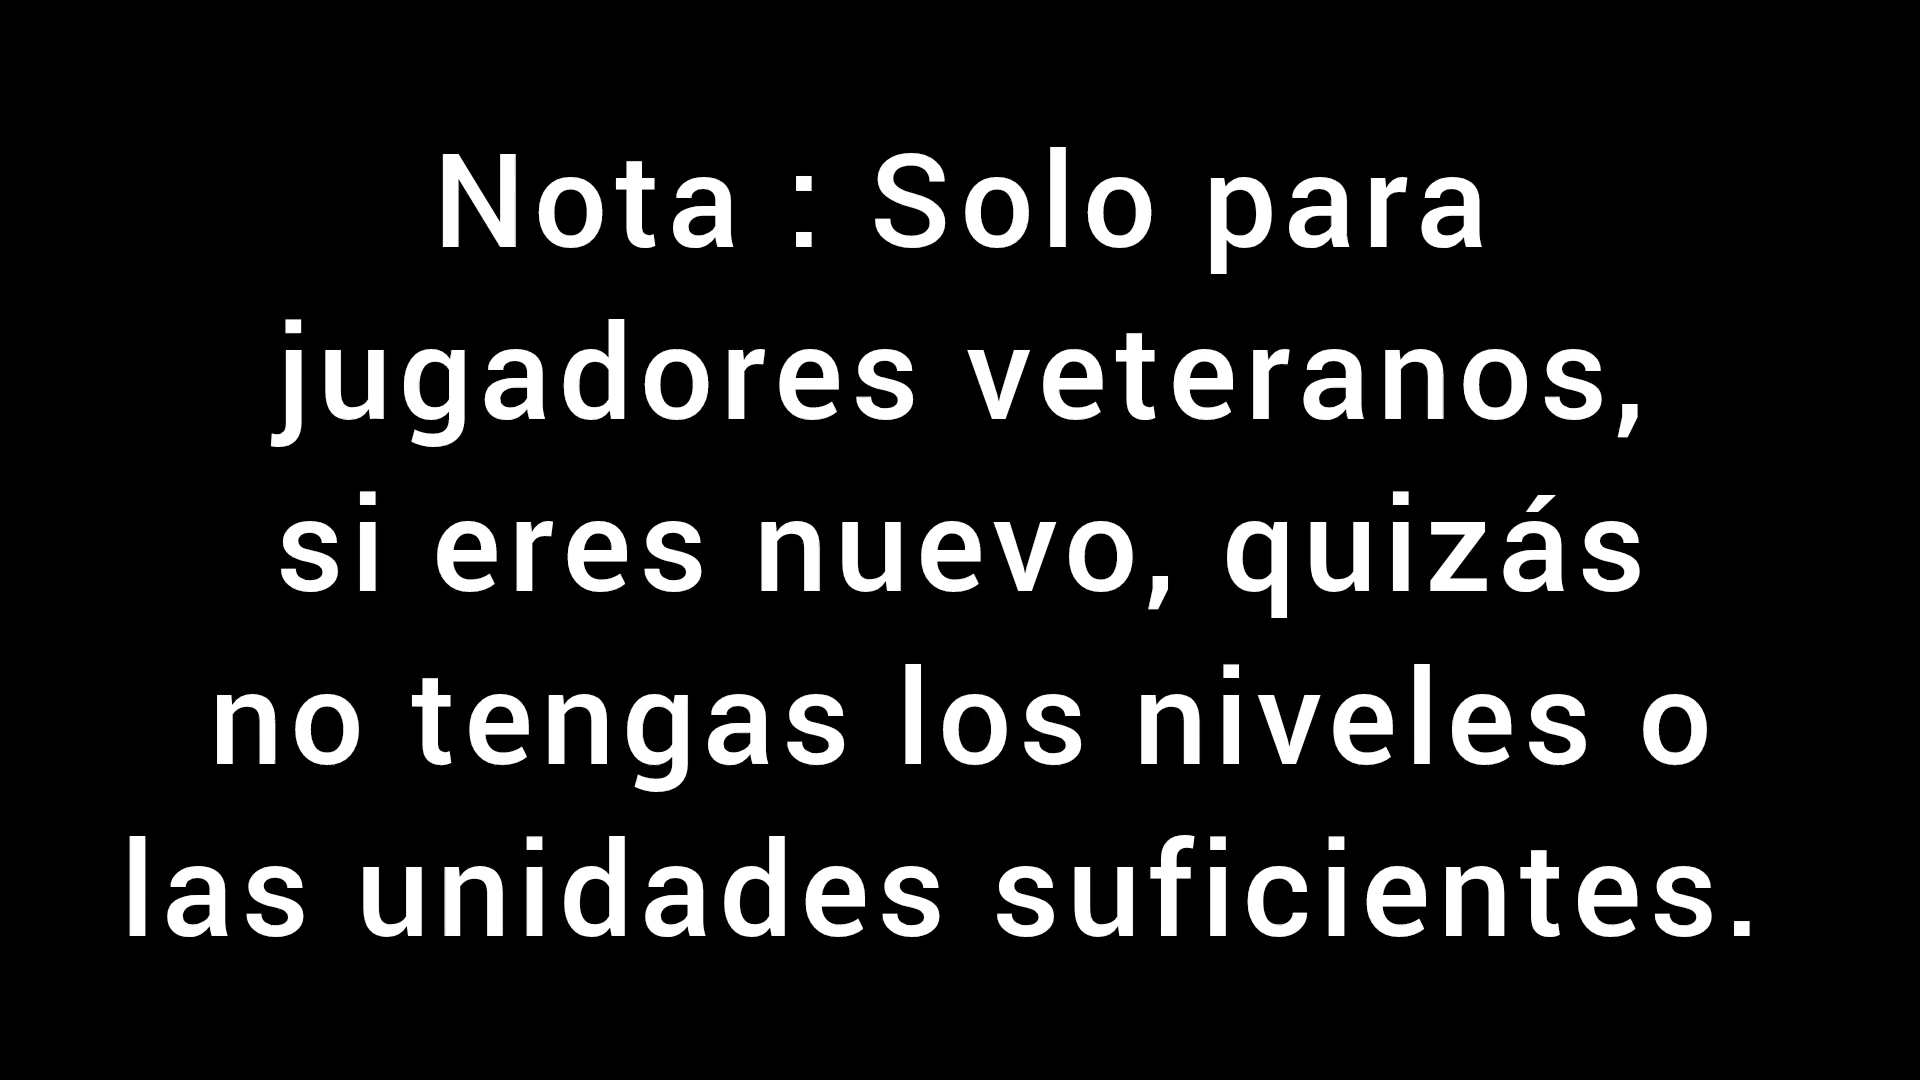 Nota : Solo para
jugadores veteranos,
si eres nuevo, quizás
no tengas los niveles o
las unidades suficientes.